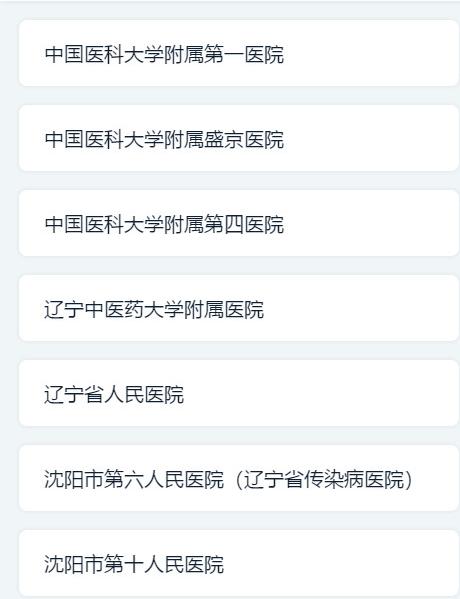 中国医科大学附属第一医院
中国医科大学附属盛京医院
中国医科大学附属第四医院
辽宁中医药大学附属医院
辽宁省人民医院
沈阳市第六人民医院（辽宁省传染病医院）
沈阳市第十人民医院